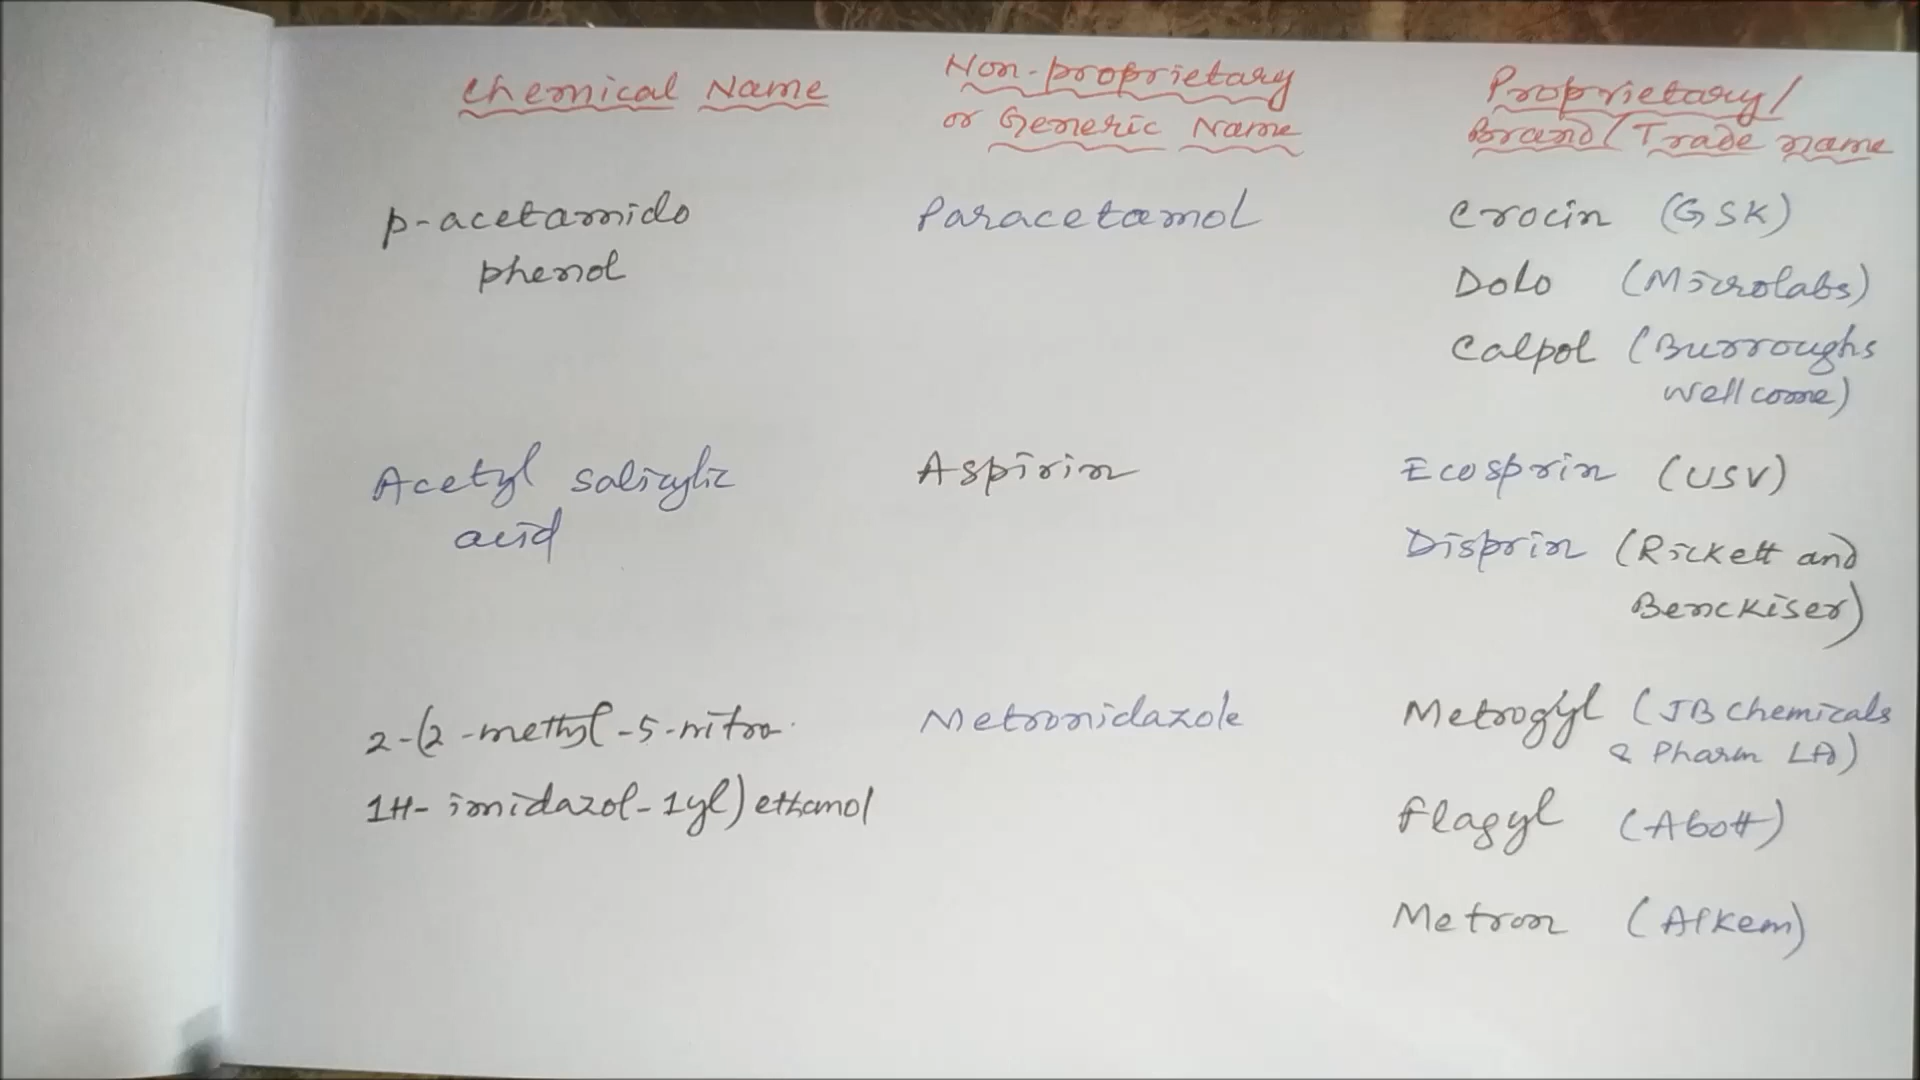 Chemical Name
Non-proprietary
or Generic Name
Proprietary/
Brand/Trade name
p-acetamido
phenol
Paracetamol
Crocin (GSK)
Dolo (Microlabs)
Calpol (Burroughs
wellcome)
Acetyl salicylic
acid
Aspirin
Ecosprin (USV)
Disprin (Rickett and
Benckiser)
2-(2-methyl-5-nitro-
1H-imidazol-1yl) ethanol
Metronidazole
Metrogyl (JB Chemicals
& Pharm Ltd)
Flagyl (Abott)
Metron (Alkem)